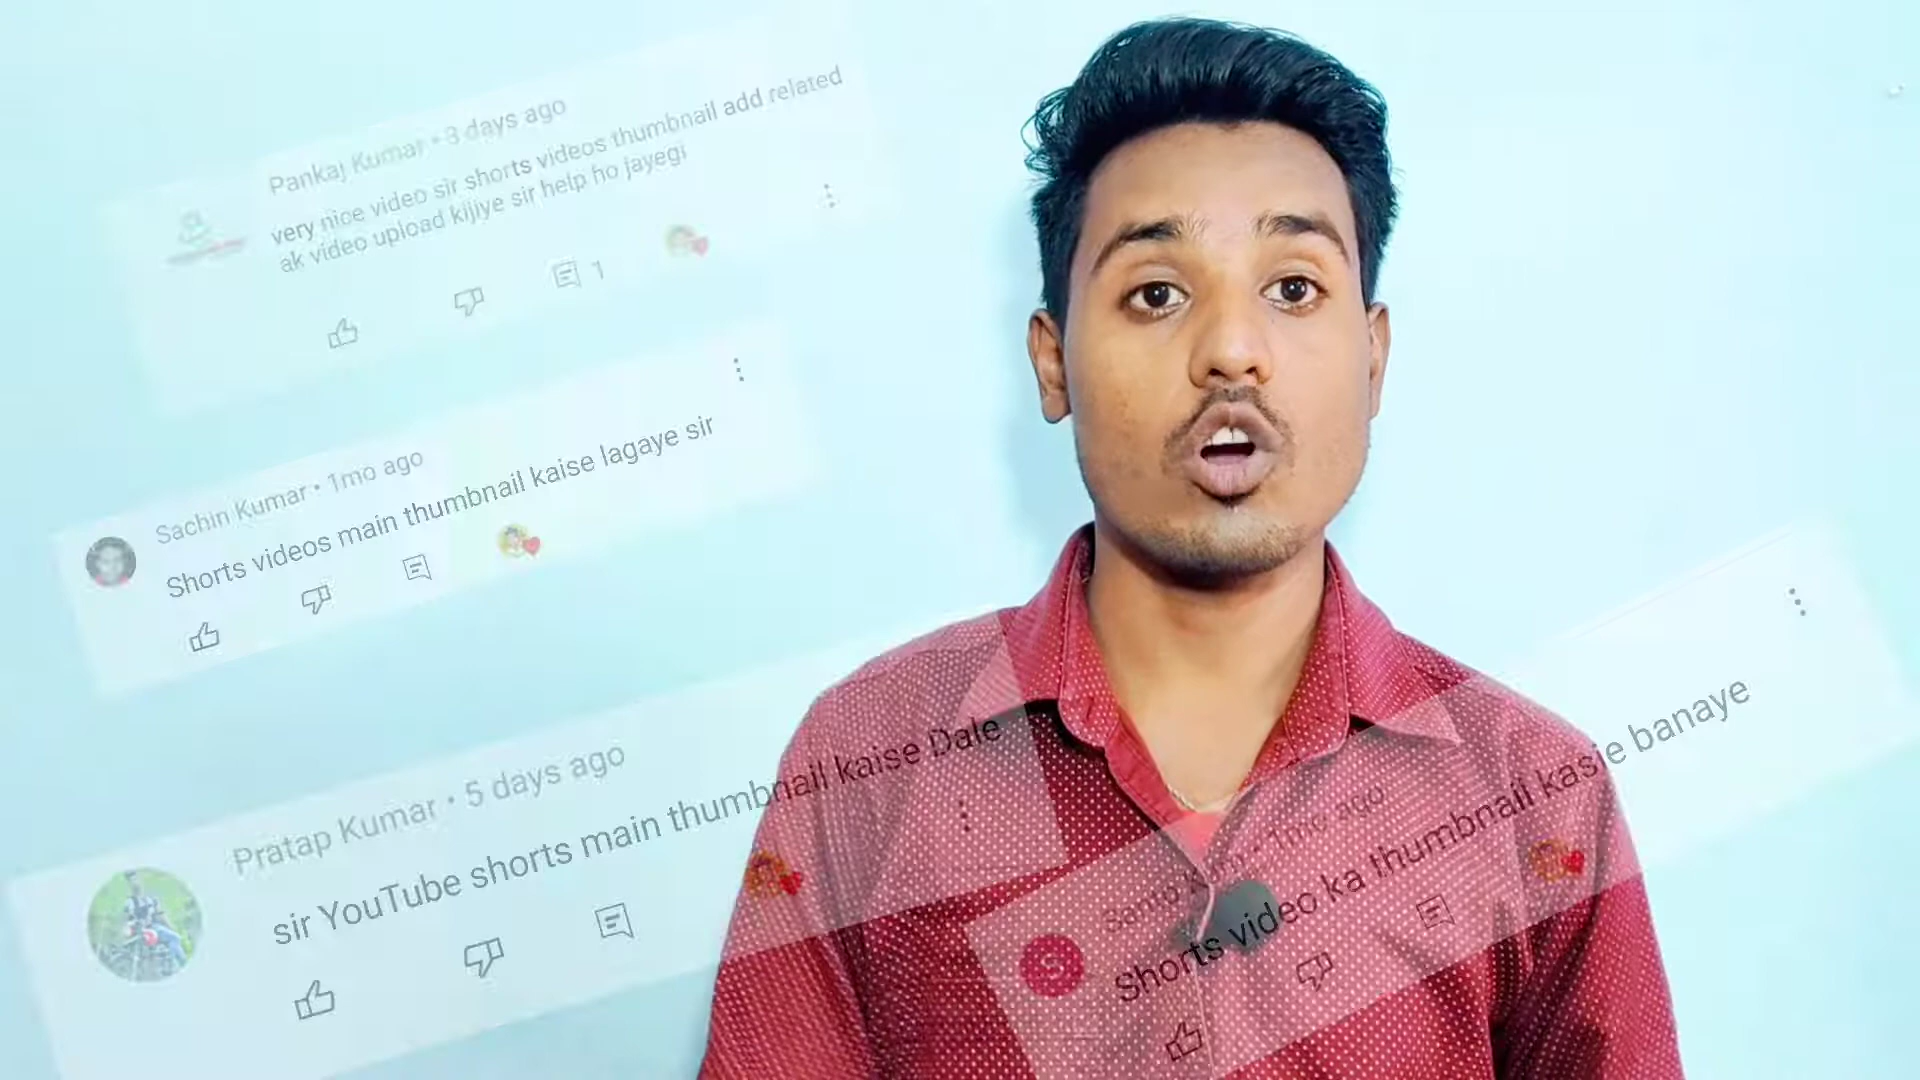 Pankaj Kumar • 3 days ago
very nice video sir shorts videos thumbnail add related
ak video upload kijiye sir help ho jayegi
1
Sachin Kumar • 1mo ago
Shorts videos main thumbnail kaise lagaye sir
Pratap Kumar • 5 days ago
sir YouTube shorts main thumbnail kaise Dale
S
1mo ago
Shorts video ka thumbnail kasie banaye